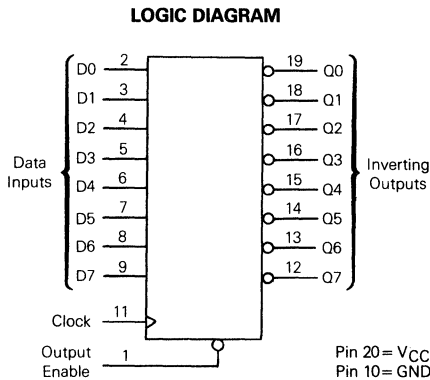 LOGIC DIAGRAM
D0 2 19 Q0
D1 3 18 Q1
D2 4 17 Q2
D3 5 16 Q3
D4 6 15 Q4
D5 7 14 Q5
D6 8 13 Q6
D7 9 12 Q7
Data
Inputs
Inverting
Outputs
Clock 11
Output
Enable 1
Pin 20 = VCC
Pin 10 = GND